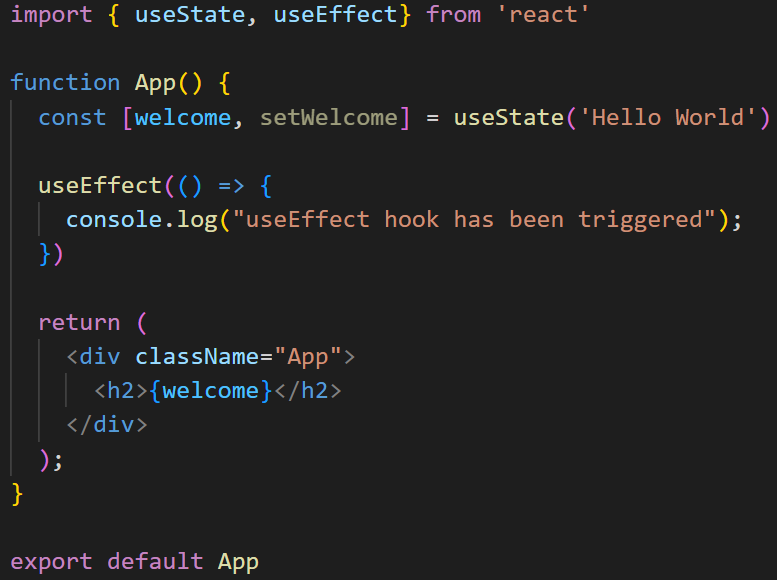 import { useState, useEffect} from 'react'
function App() {
const [welcome, setWelcome] = useState('Hello World')
useEffect(() => {
console.log("useEffect hook has been triggered");
})
return (
<div className="App">
<h2>{welcome}</h2>
</div>
);
}
export default App